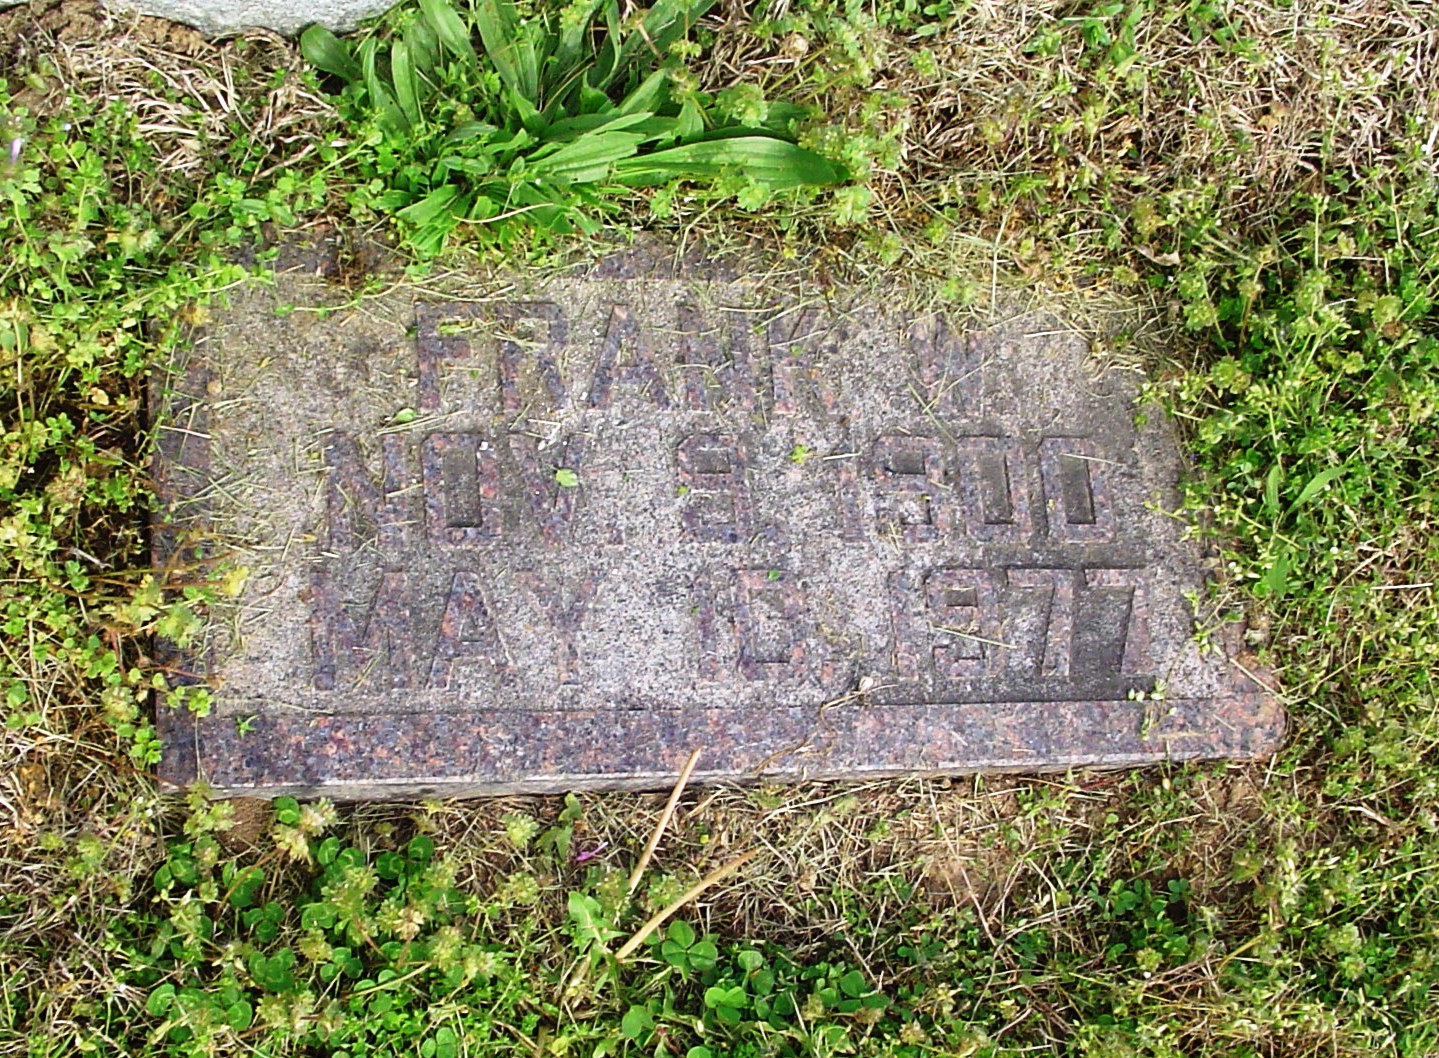 FRANK W.
NOV. 9, 1900
MAY 10, 1977